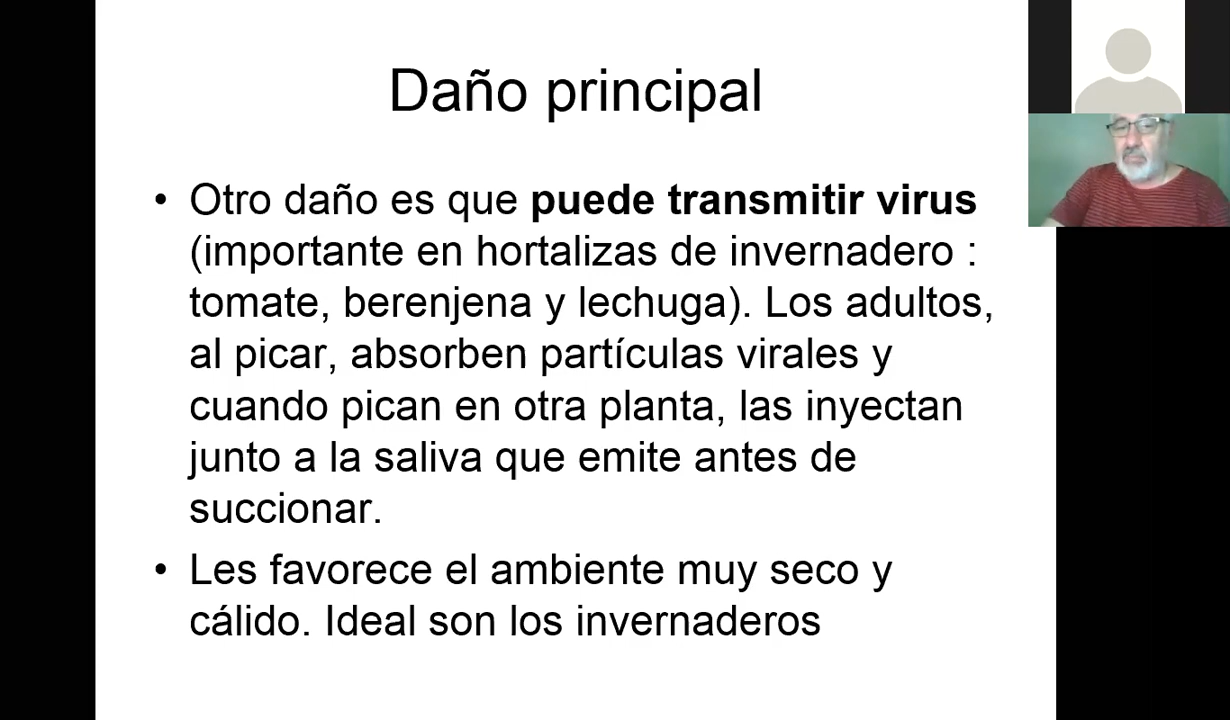 Daño principal
• Otro daño es que puede transmitir virus
(importante en hortalizas de invernadero :
tomate, berenjena y lechuga). Los adultos,
al picar, absorben partículas virales y
cuando pican en otra planta, las inyectan
junto a la saliva que emite antes de
succionar.
• Les favorece el ambiente muy seco y
cálido. Ideal son los invernaderos